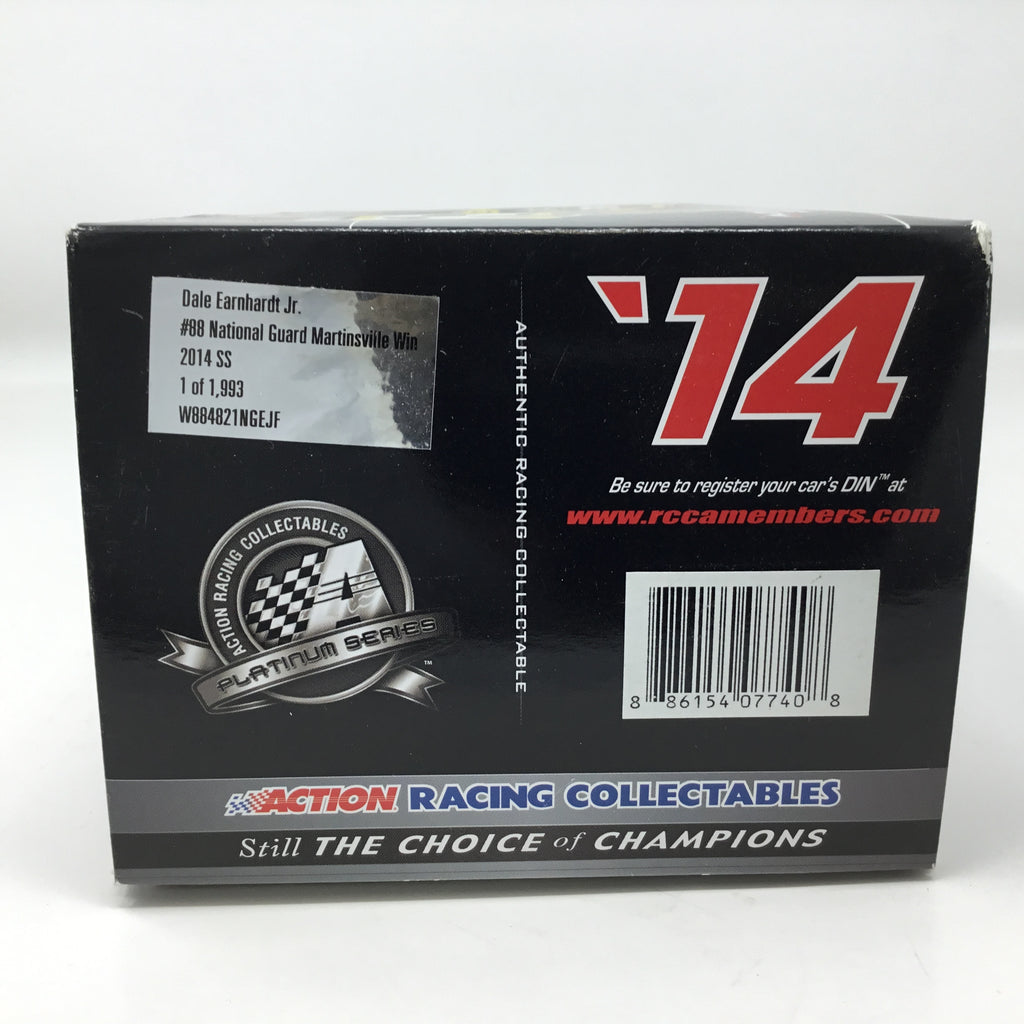 Dale Earnhardt Jr.
#88 National Guard Martinsville Win
2014 SS
1 of 1,993
W884821NGEJF
ACTION RACING COLLECTABLES
A
PLATINUM SERIES
TM
AUTHENTIC RACING COLLECTABLE
'14
Be sure to register your car's DIN™ at
www.rccamembers.com
8 86154 07740 8
ACTION RACING COLLECTABLES
Still THE CHOICE of CHAMPIONS